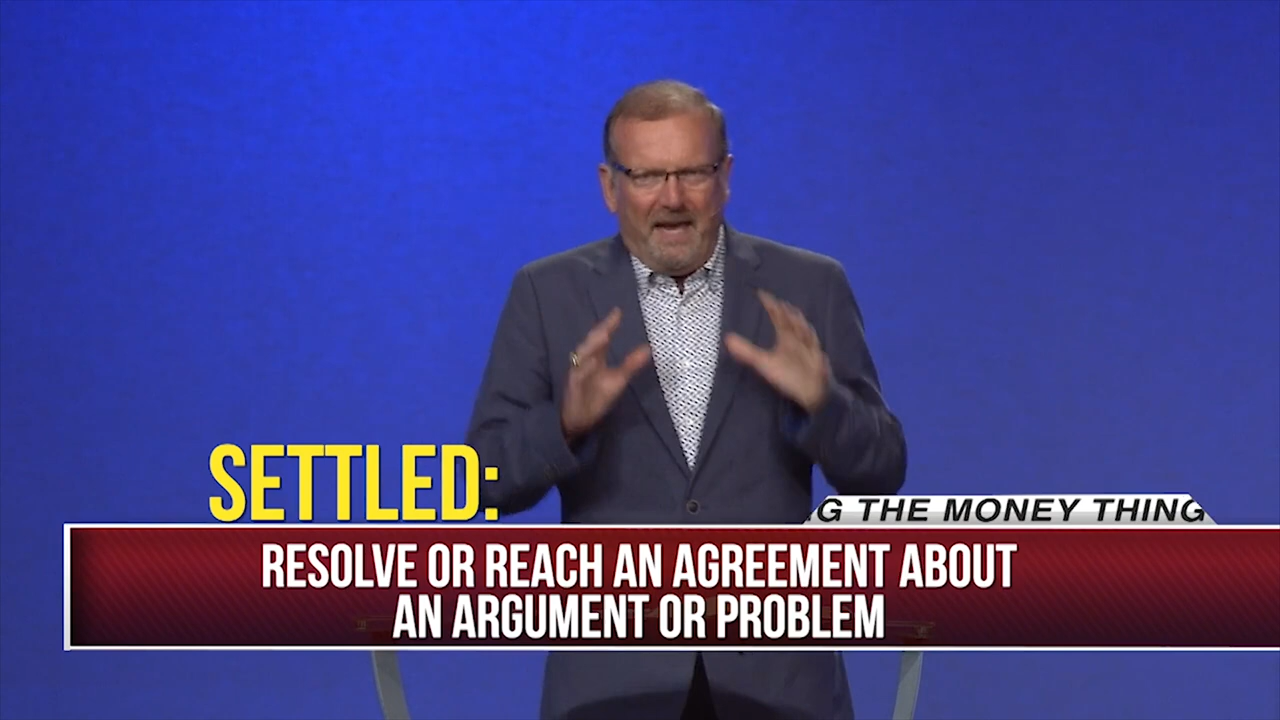 SETTLED:
G THE MONEY THING
RESOLVE OR REACH AN AGREEMENT ABOUT
AN ARGUMENT OR PROBLEM